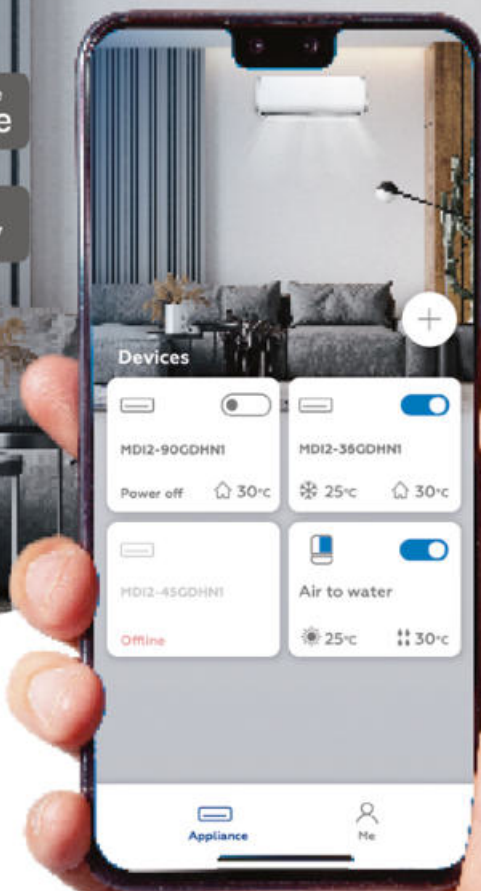 e
Devices
MDI2-90GDHN1
Power off 30°C
MDI2-36GDHN1
25°C 30°C
MDI2-45GDHN1
Offline
Air to water
25°C 30°C
Appliance
Me